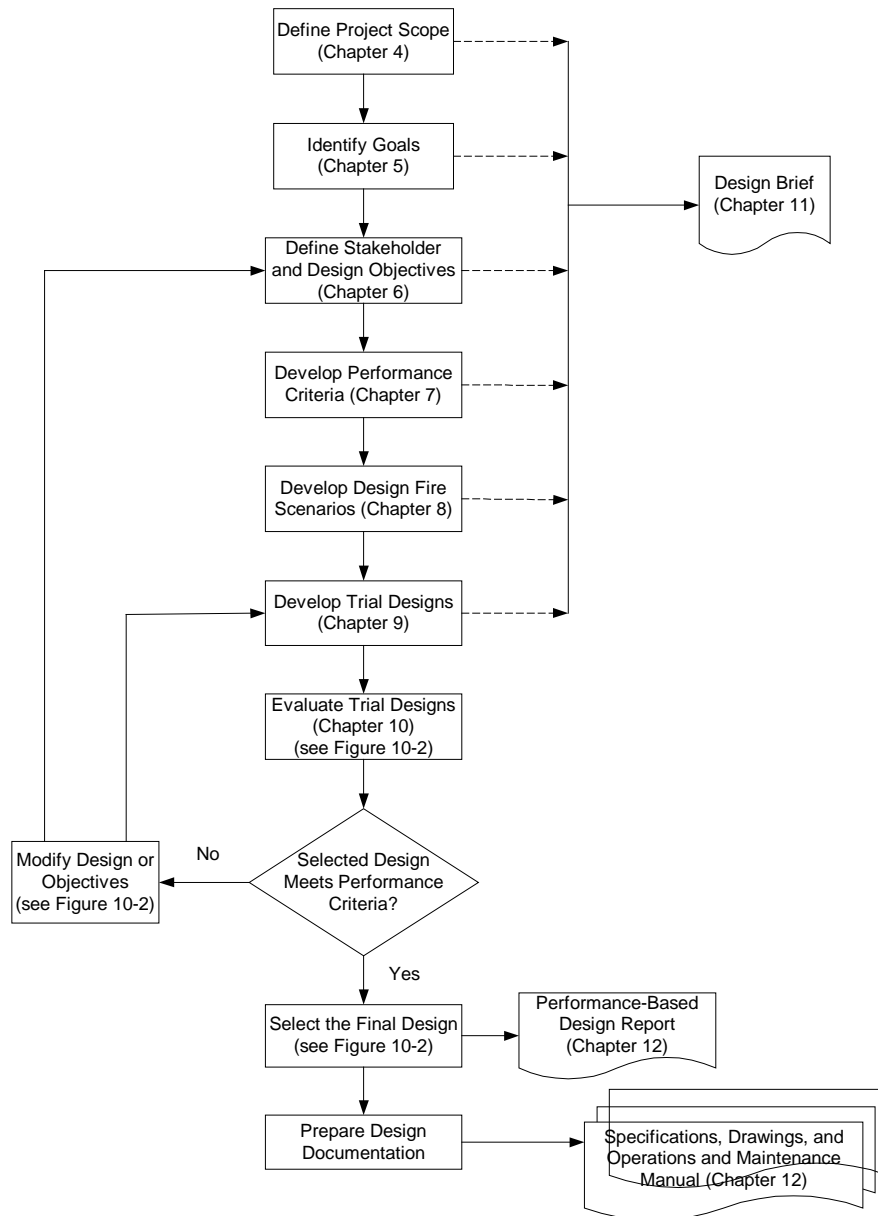 Define Project Scope
(Chapter 4)
Identify Goals
(Chapter 5)
Design Brief
(Chapter 11)
Define Stakeholder
and Design Objectives
(Chapter 6)
Develop Performance
Criteria (Chapter 7)
Develop Design Fire
Scenarios (Chapter 8)
Develop Trial Designs
(Chapter 9)
Evaluate Trial Designs
(Chapter 10)
(see Figure 10-2)
Modify Design or
Objectives
(see Figure 10-2)
No
Selected Design
Meets Performance
Criteria?
Yes
Select the Final Design
(see Figure 10-2)
Performance-Based
Design Report
(Chapter 12)
Prepare Design
Documentation
Specifications, Drawings, and
Operations and Maintenance
Manual (Chapter 12)